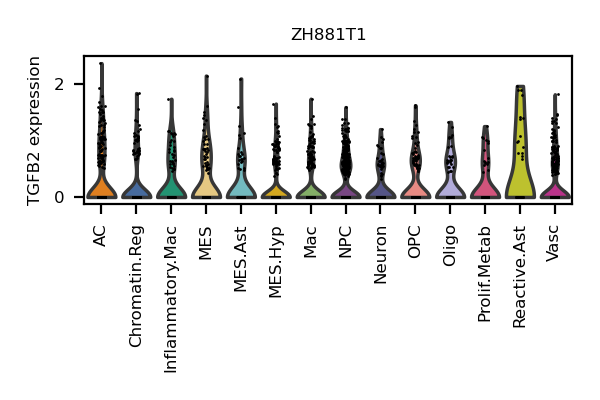 ZH881T1
TGFB2 expression
2
0
AC
Chromatin.Reg
Inflammatory.Mac
MES
MES.Ast
MES.Hyp
Mac
NPC
Neuron
OPC
Oligo
Prolif.Metab
Reactive.Ast
Vasc